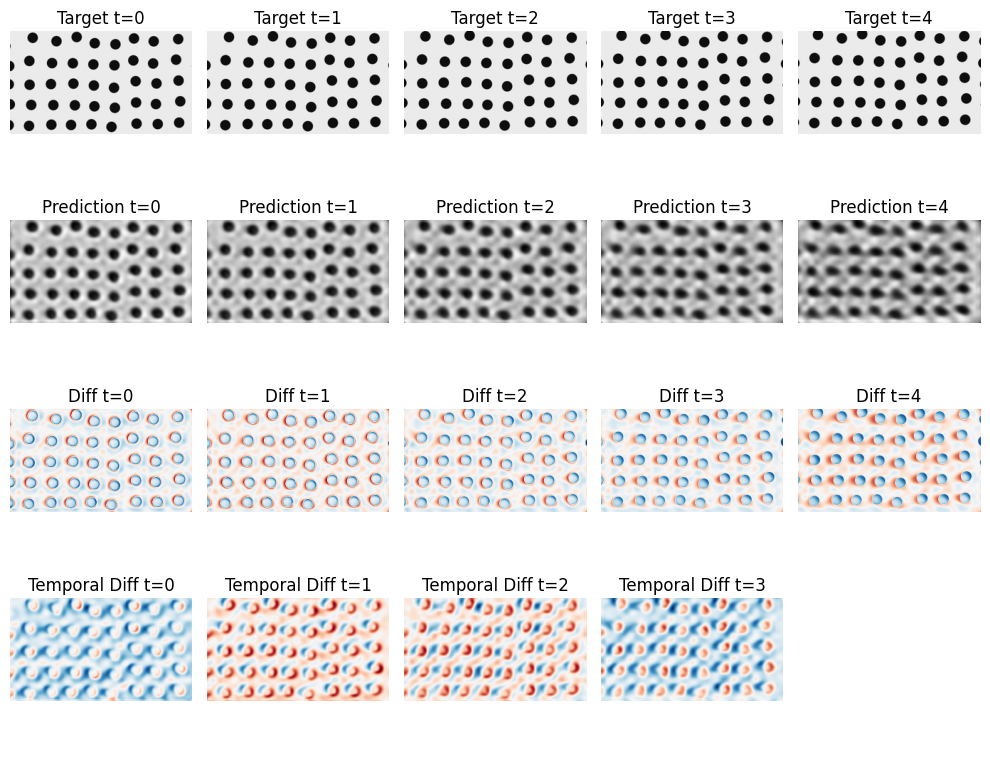 Target t=0 Target t=1 Target t=2 Target t=3 Target t=4
Prediction t=0 Prediction t=1 Prediction t=2 Prediction t=3 Prediction t=4
Diff t=0 Diff t=1 Diff t=2 Diff t=3 Diff t=4
Temporal Diff t=0 Temporal Diff t=1 Temporal Diff t=2 Temporal Diff t=3